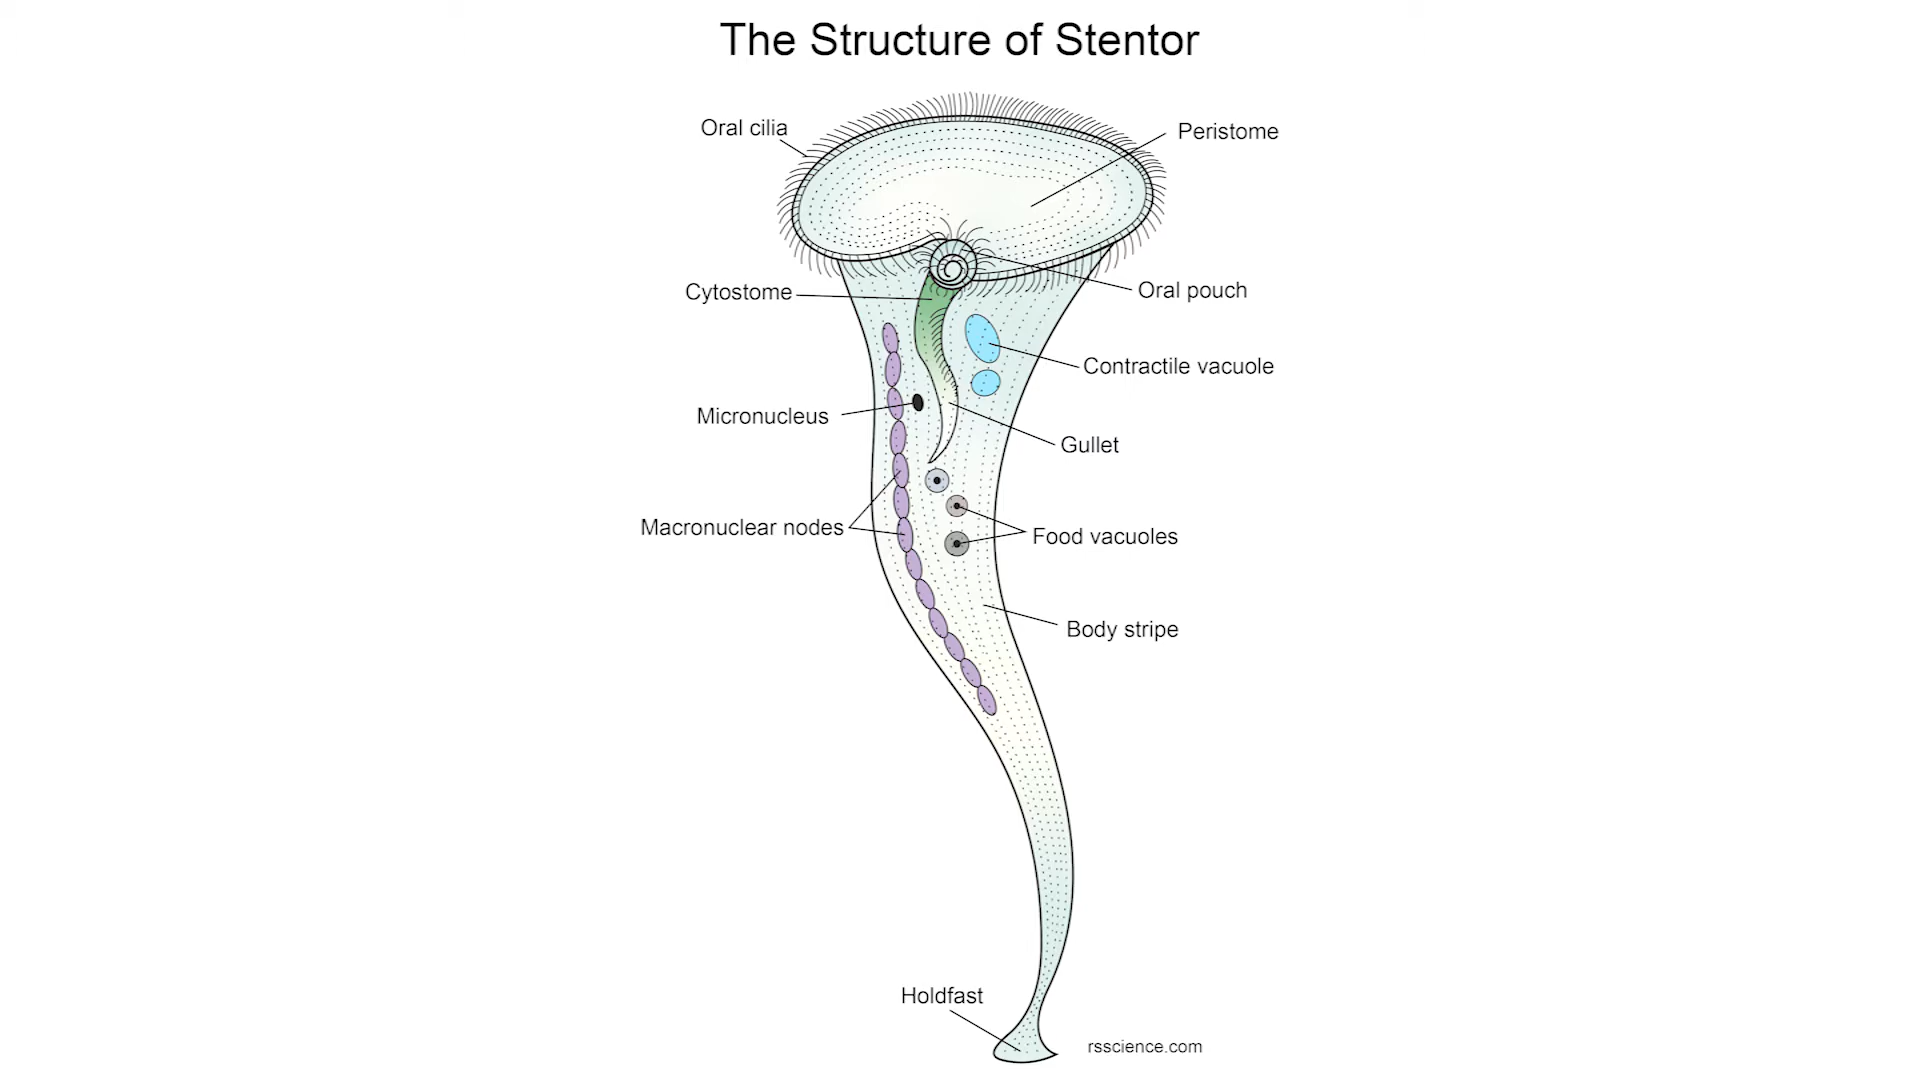 The Structure of Stentor
Oral cilia
Peristome
Cytostome
Oral pouch
Contractile vacuole
Micronucleus
Gullet
Macronuclear nodes
Food vacuoles
Body stripe
Holdfast
rsscience.com